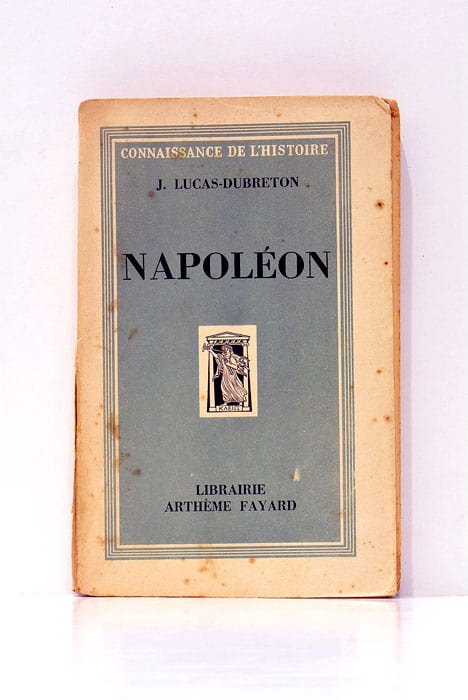 CONNAISSANCE DE L'HISTOIRE
J. LUCAS-DUBRETON
NAPOLÉON
LIBRAIRIE
ARTHÈME FAYARD